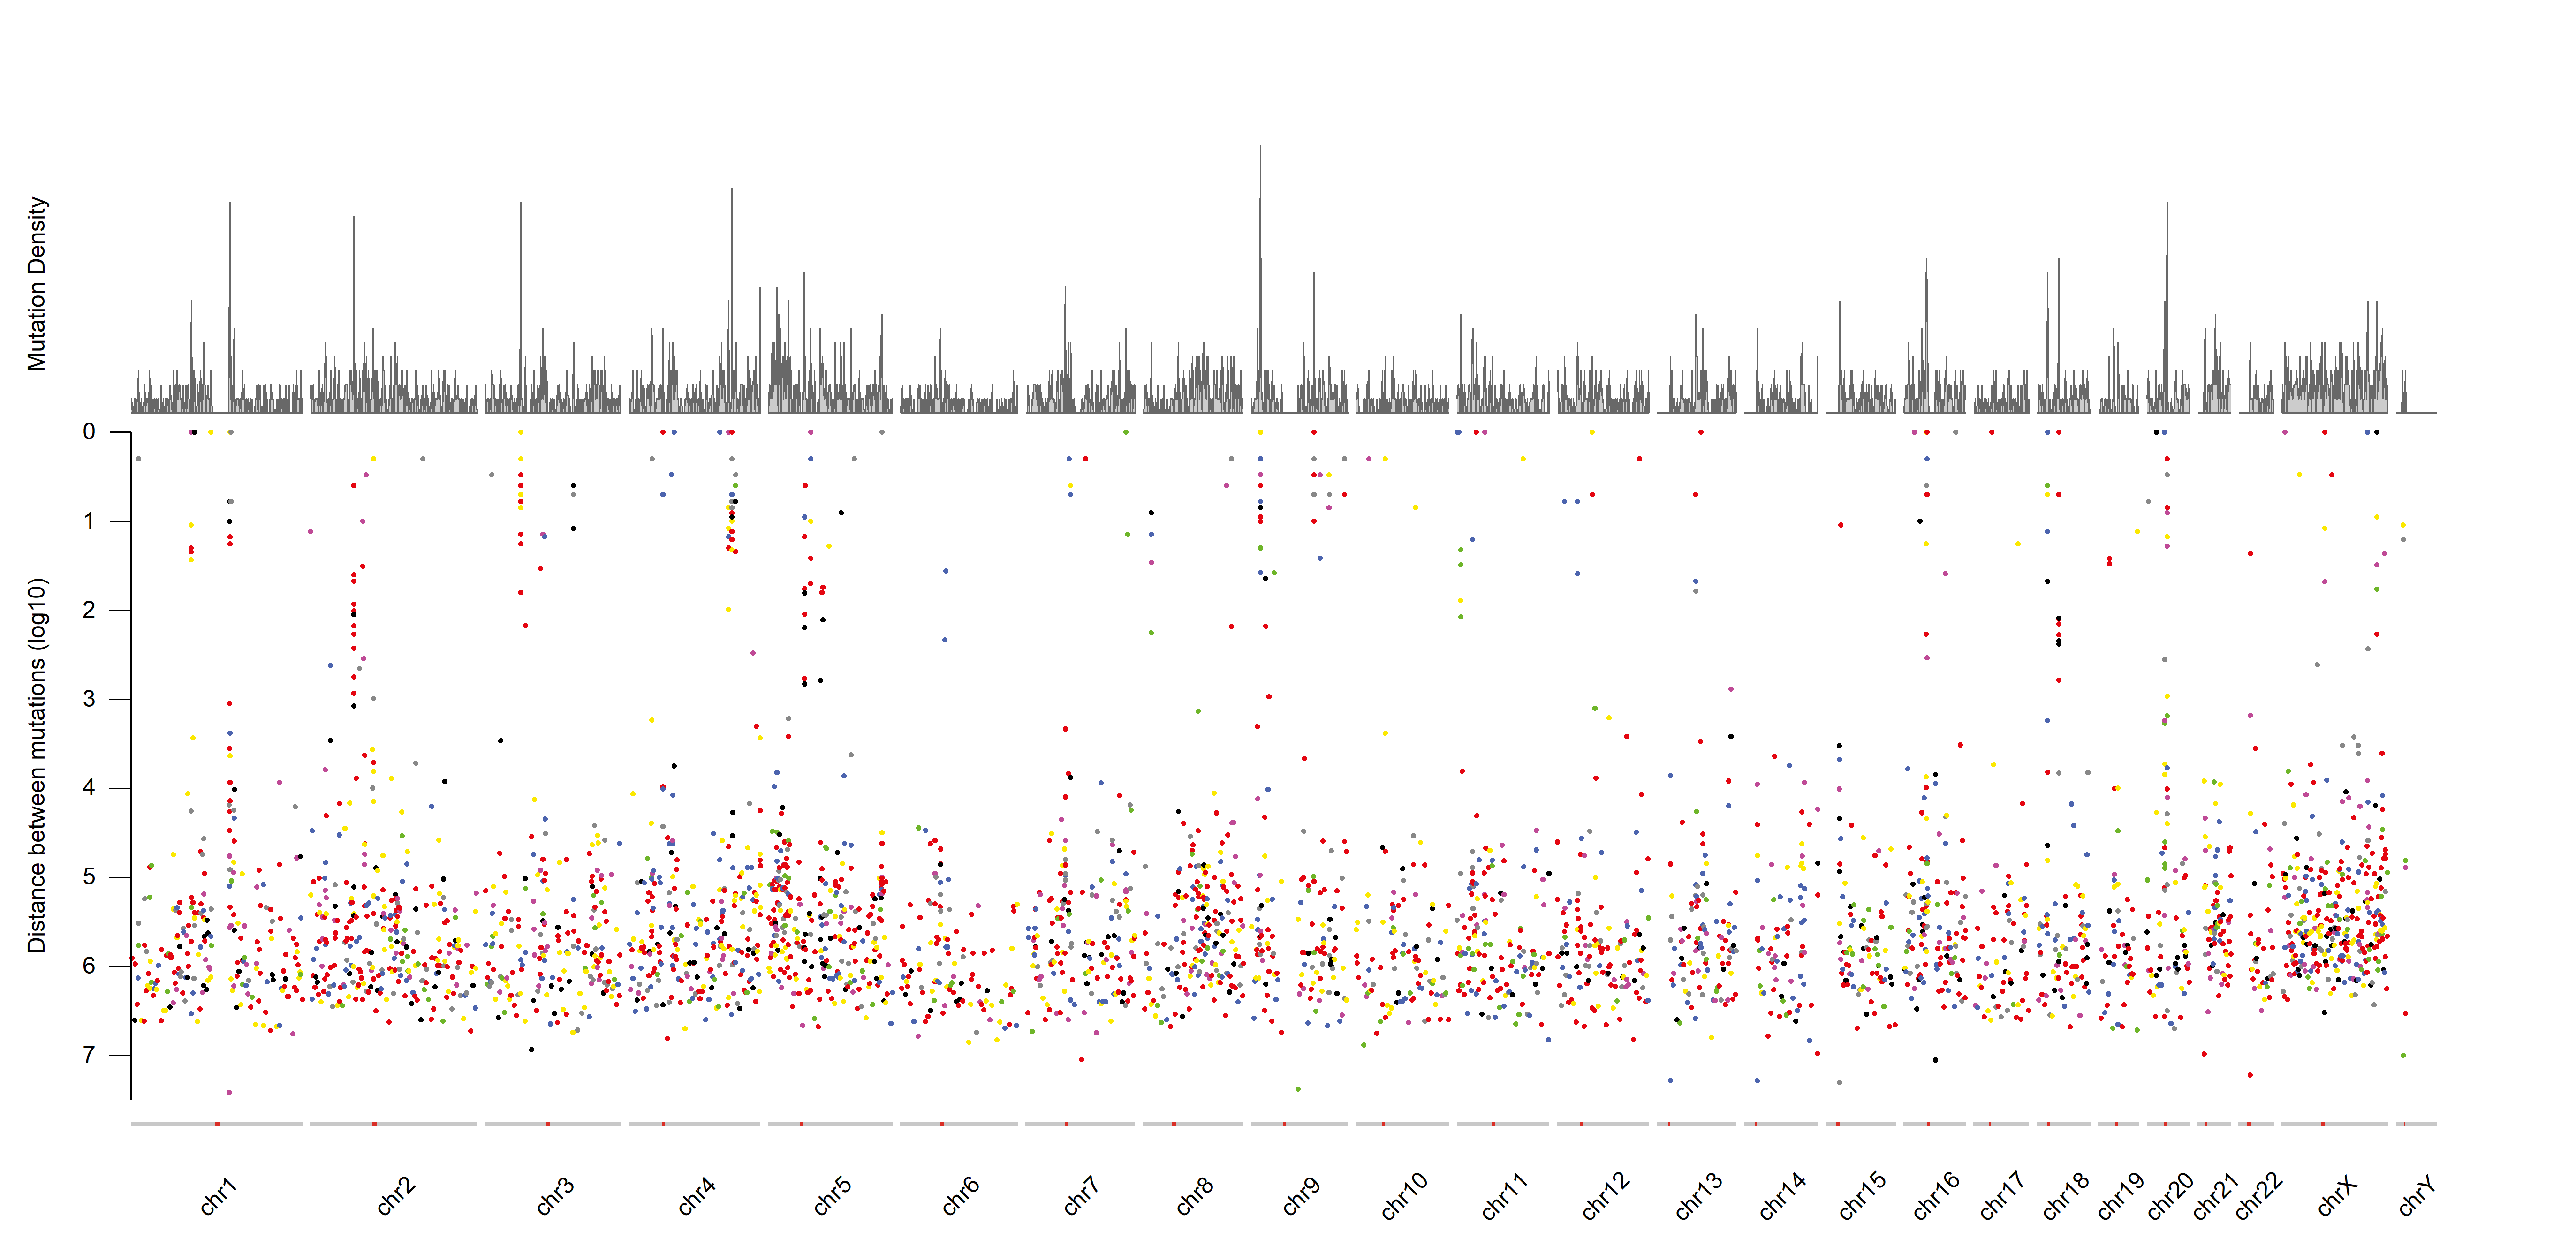 Mutation Density
Distance between mutations (log10)
0
1
2
3
4
5
6
7
chr1
chr2
chr3
chr4
chr5
chr6
chr7
chr8
chr9
chr10
chr11
chr12
chr13
chr14
chr15
chr16
chr17
chr18
chr19
chr20
chr21
chr22
chrX
chrY